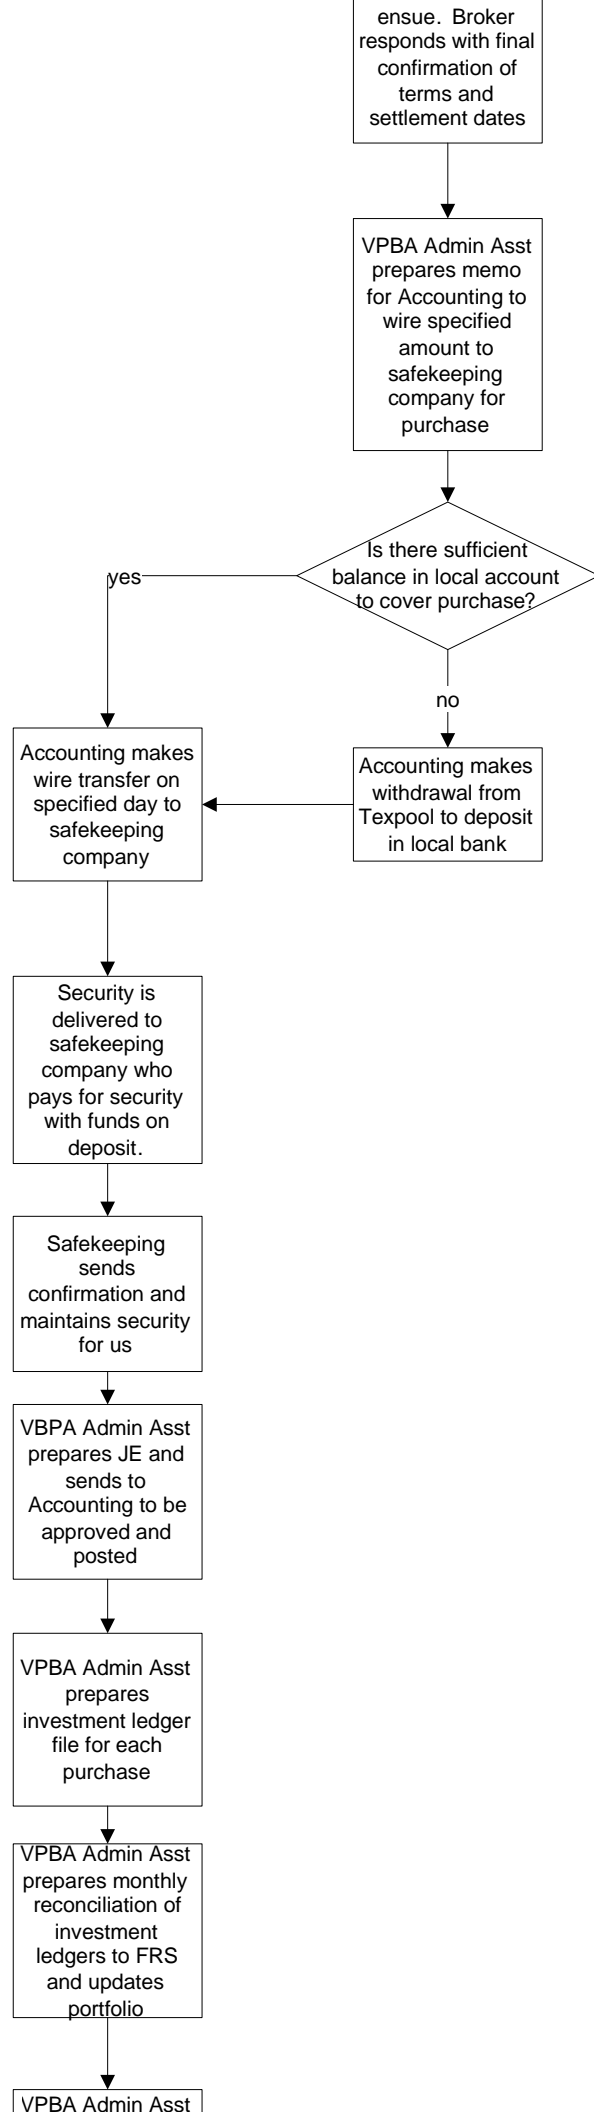 ensue.  Broker
responds with final
confirmation of
terms and
settlement dates
VPBA Admin Asst
prepares memo
for Accounting to
wire specified
amount to
safekeeping
company for
purchase
Is there sufficient
balance in local account
to cover purchase?
yes
no
Accounting makes
wire transfer on
specified day to
safekeeping
company
Accounting makes
withdrawal from
Texpool to deposit
in local bank
Security is
delivered to
safekeeping
company who
pays for security
with funds on
deposit.
Safekeeping
sends
confirmation and
maintains security
for us
VBPA Admin Asst
prepares JE and
sends to
Accounting to be
approved and
posted
VPBA Admin Asst
prepares
investment ledger
file for each
purchase
VPBA Admin Asst
prepares monthly
reconciliation of
investment
ledgers to FRS
and updates
portfolio
VPBA Admin Asst